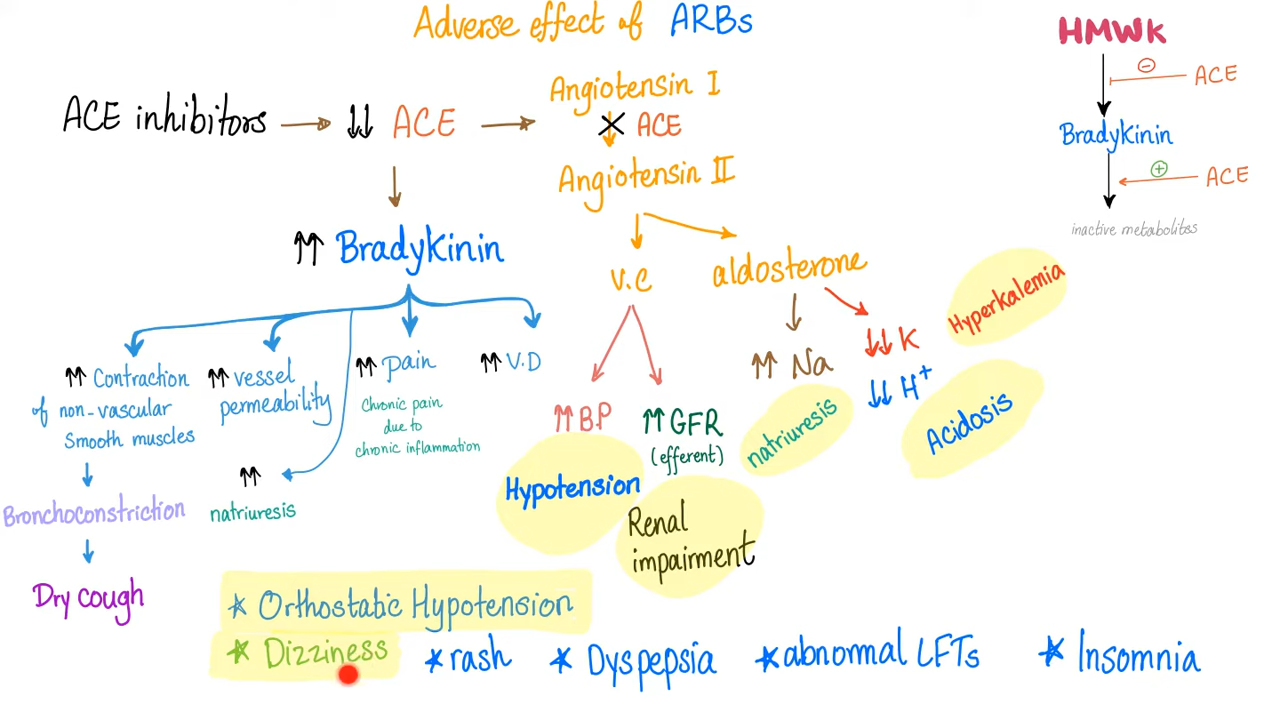 Adverse effect of ARBs
HMWK
⊖ ACE
Bradykinin
⊕ ACE
inactive metabolites
ACE inhibitors → ↓↓ ACE →
Angiotensin I
X ACE
Angiotensin II
↑↑ Bradykinin
V.C
aldosterone
↑↑ Contraction
of non-vascular
Smooth muscles
Bronchoconstriction
Dry cough
↑↑ vessel
permeability
↑↑
natriuresis
↑↑ pain
Chronic pain
due to
chronic inflammation
↑↑ V.D
↑↑ BP
Hypotension
↑↑ GFR
(efferent)
Renal
impairment
↑↑ Na
natriuresis
↓↓ K
Hyperkalemia
↓↓ H⁺
Acidosis
* Orthostatic Hypotension
* Dizziness * rash * Dyspepsia * abnormal LFTs * Insomnia